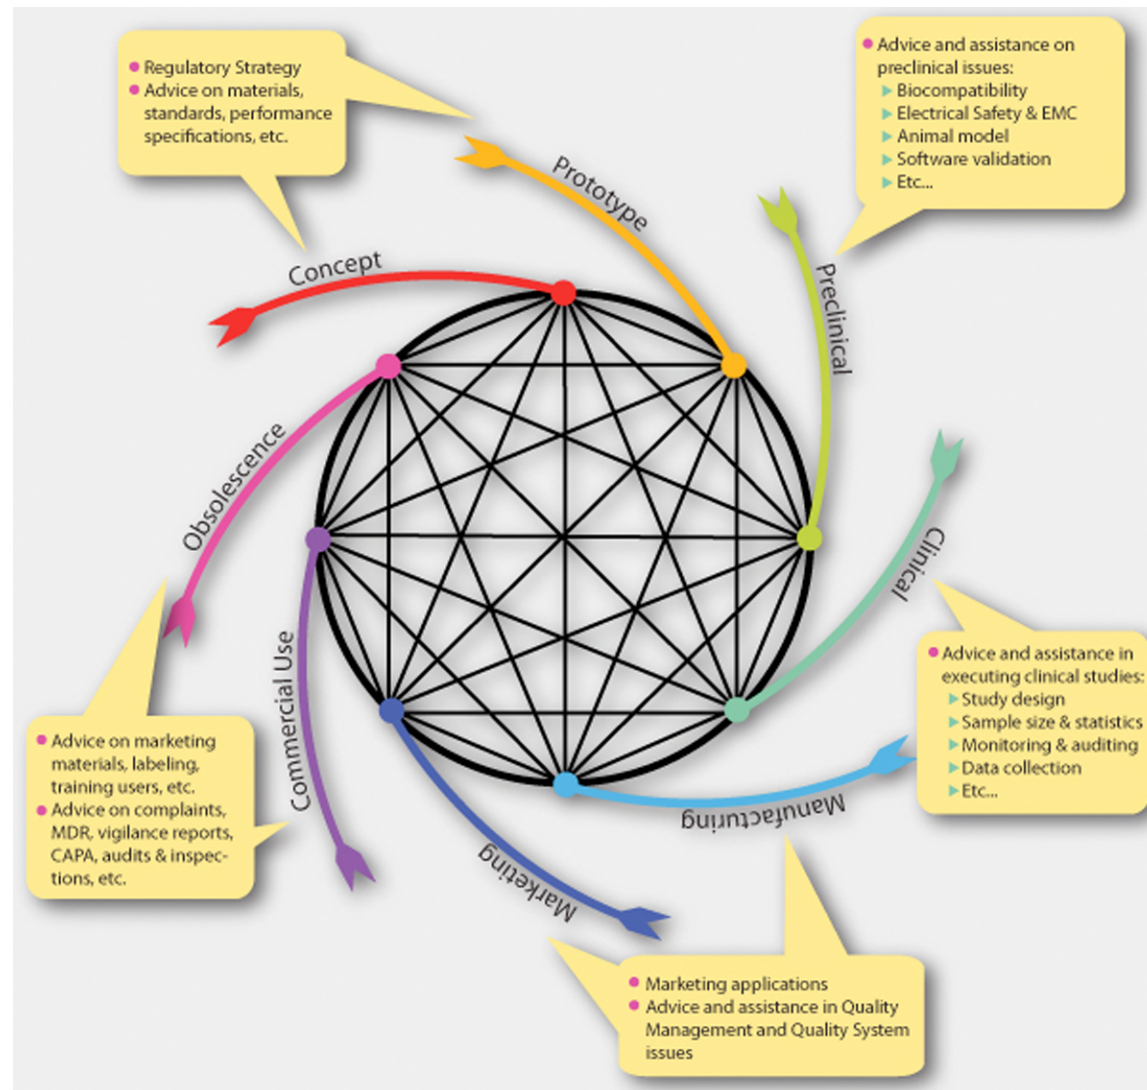 Regulatory Strategy
Advice on materials,
standards, performance
specifications, etc.
Advice and assistance on
preclinical issues:
Biocompatibility
Electrical Safety & EMC
Animal model
Software validation
Etc...
Concept
Prototype
Preclinical
Clinical
Manufacturing
Marketing
Commercial Use
Obsolescence
Advice and assistance in
executing clinical studies:
Study design
Sample size & statistics
Monitoring & auditing
Data collection
Etc...
Advice on marketing
materials, labeling,
training users, etc.
Advice on complaints,
MDR, vigilance reports,
CAPA, audits & inspec-
tions, etc.
Marketing applications
Advice and assistance in Quality
Management and Quality System
issues